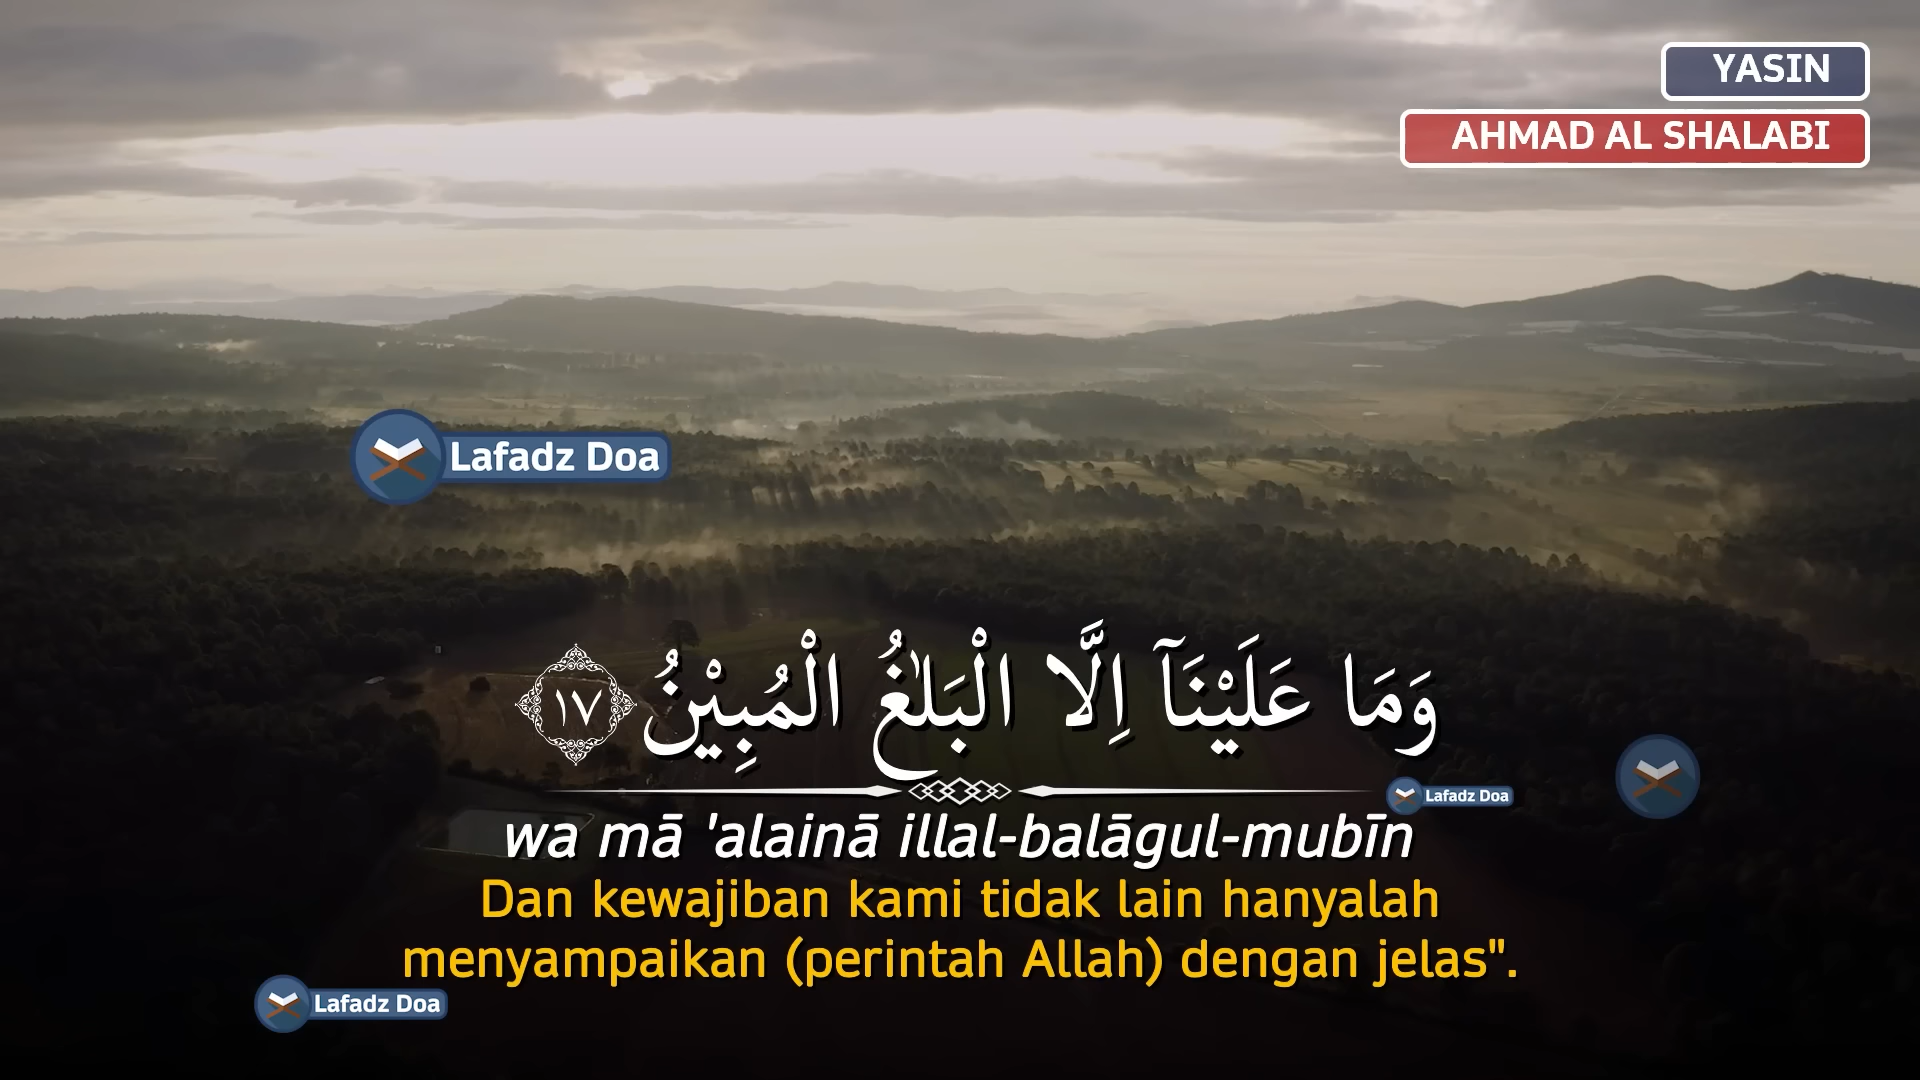 YASIN
AHMAD AL SHALABI
Lafadz Doa
وَمَا عَلَيْنَآ اِلَّا الْبَلٰغُ الْمُبِيْنُ ١٧
Lafadz Doa
wa mā 'alainā illal-balāgul-mubīn
Dan kewajiban kami tidak lain hanyalah
menyampaikan (perintah Allah) dengan jelas".
Lafadz Doa